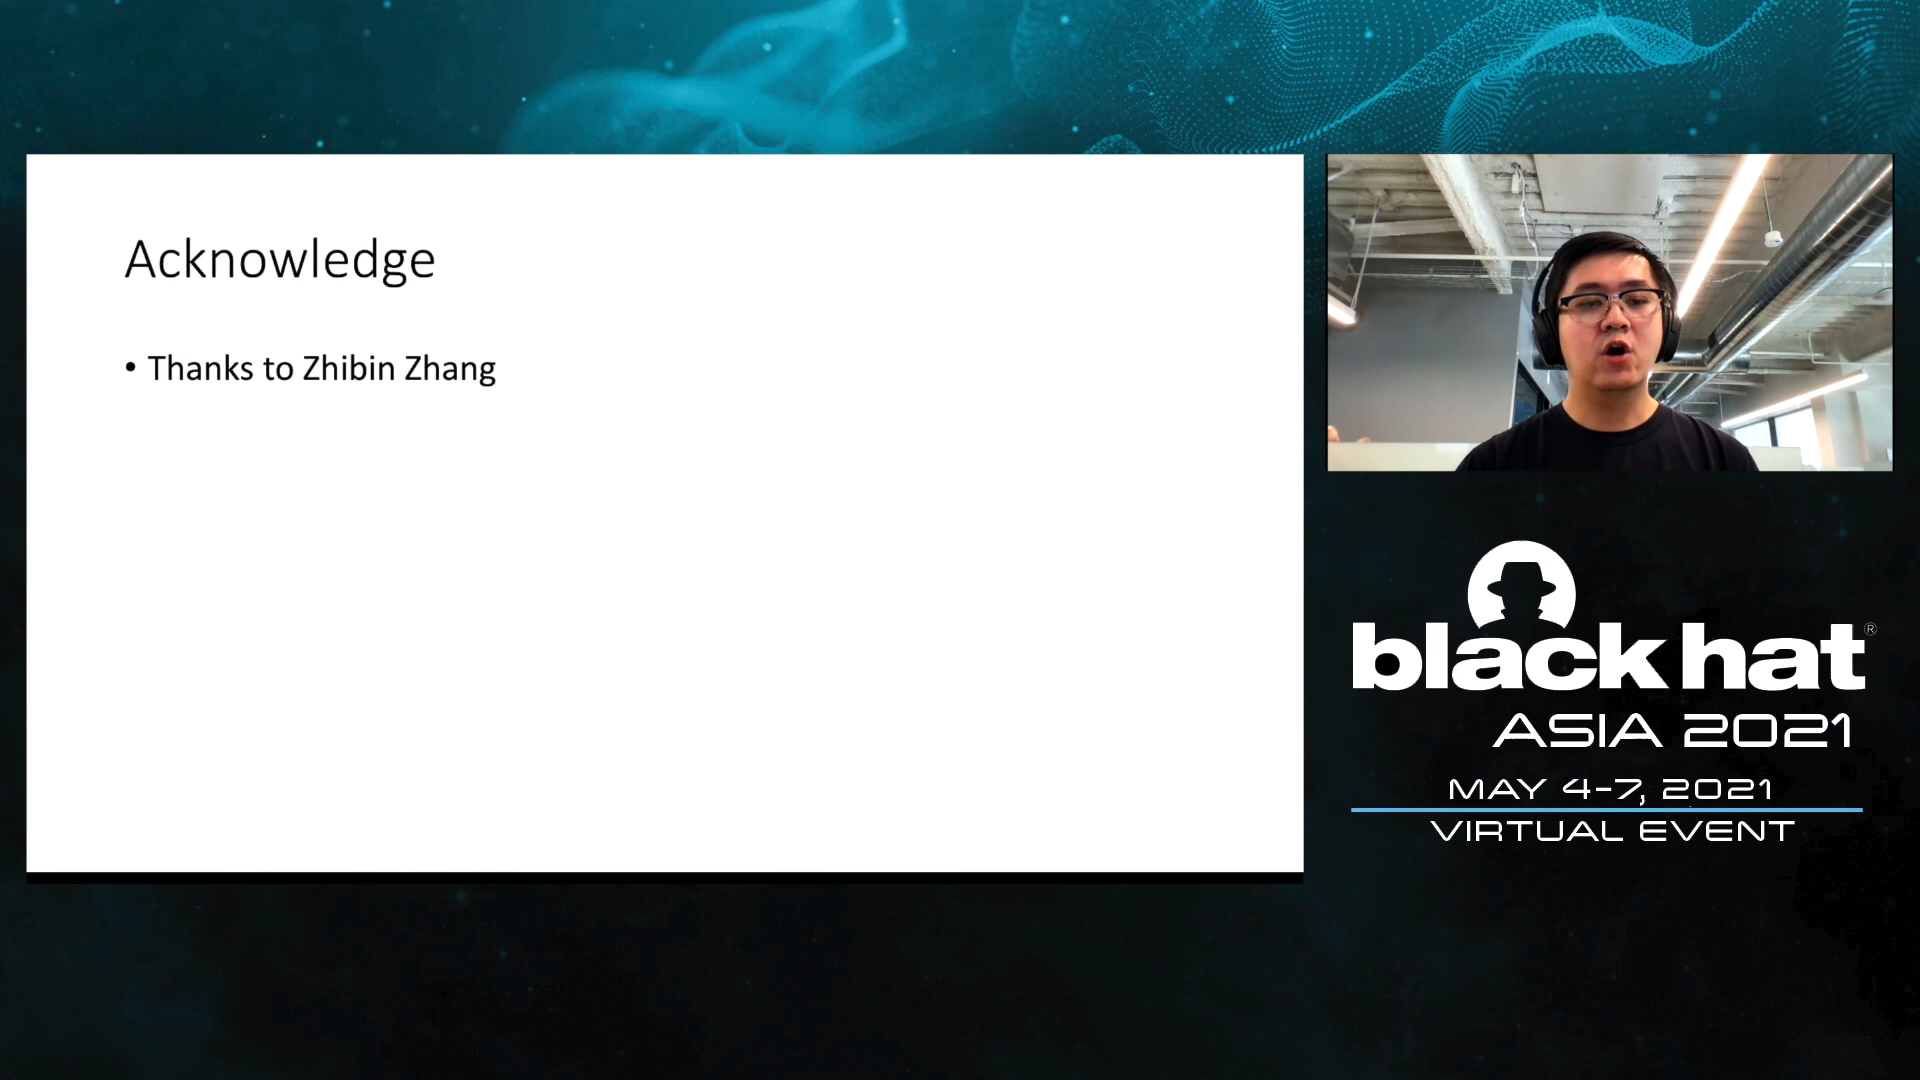 Acknowledge
• Thanks to Zhibin Zhang
black hat®
ASIA 2021
MAY 4-7, 2021
VIRTUAL EVENT